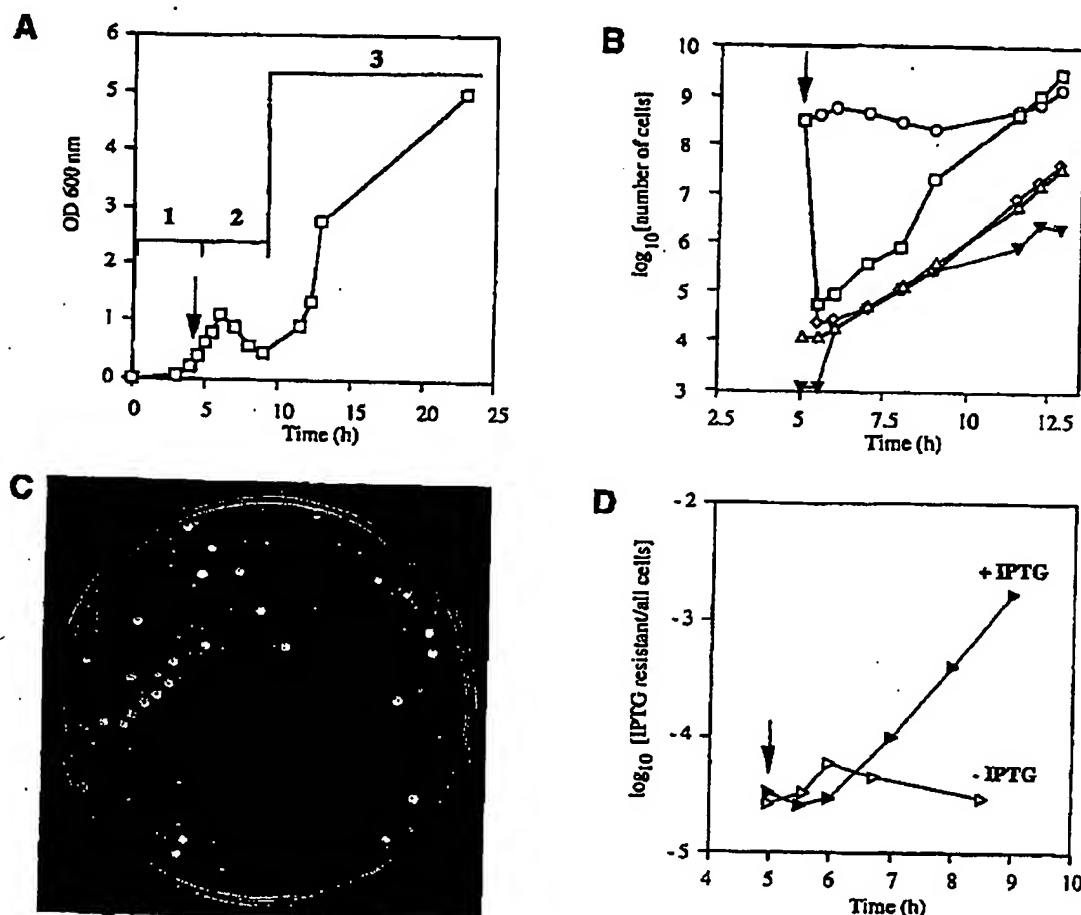 A
OD 600 nm
6
5
4
3
2
1
0
1
2
3
0 5 10 15 20 25
Time (h)
B
log10[number of cells]
10
9
8
7
6
5
4
3
2.5 5 7.5 10 12.5
Time (h)
C
D
log10 [IPTG resistant/all cells]
-2
-3
-4
-5
+ IPTG
- IPTG
4 5 6 7 8 9 10
Time (h)